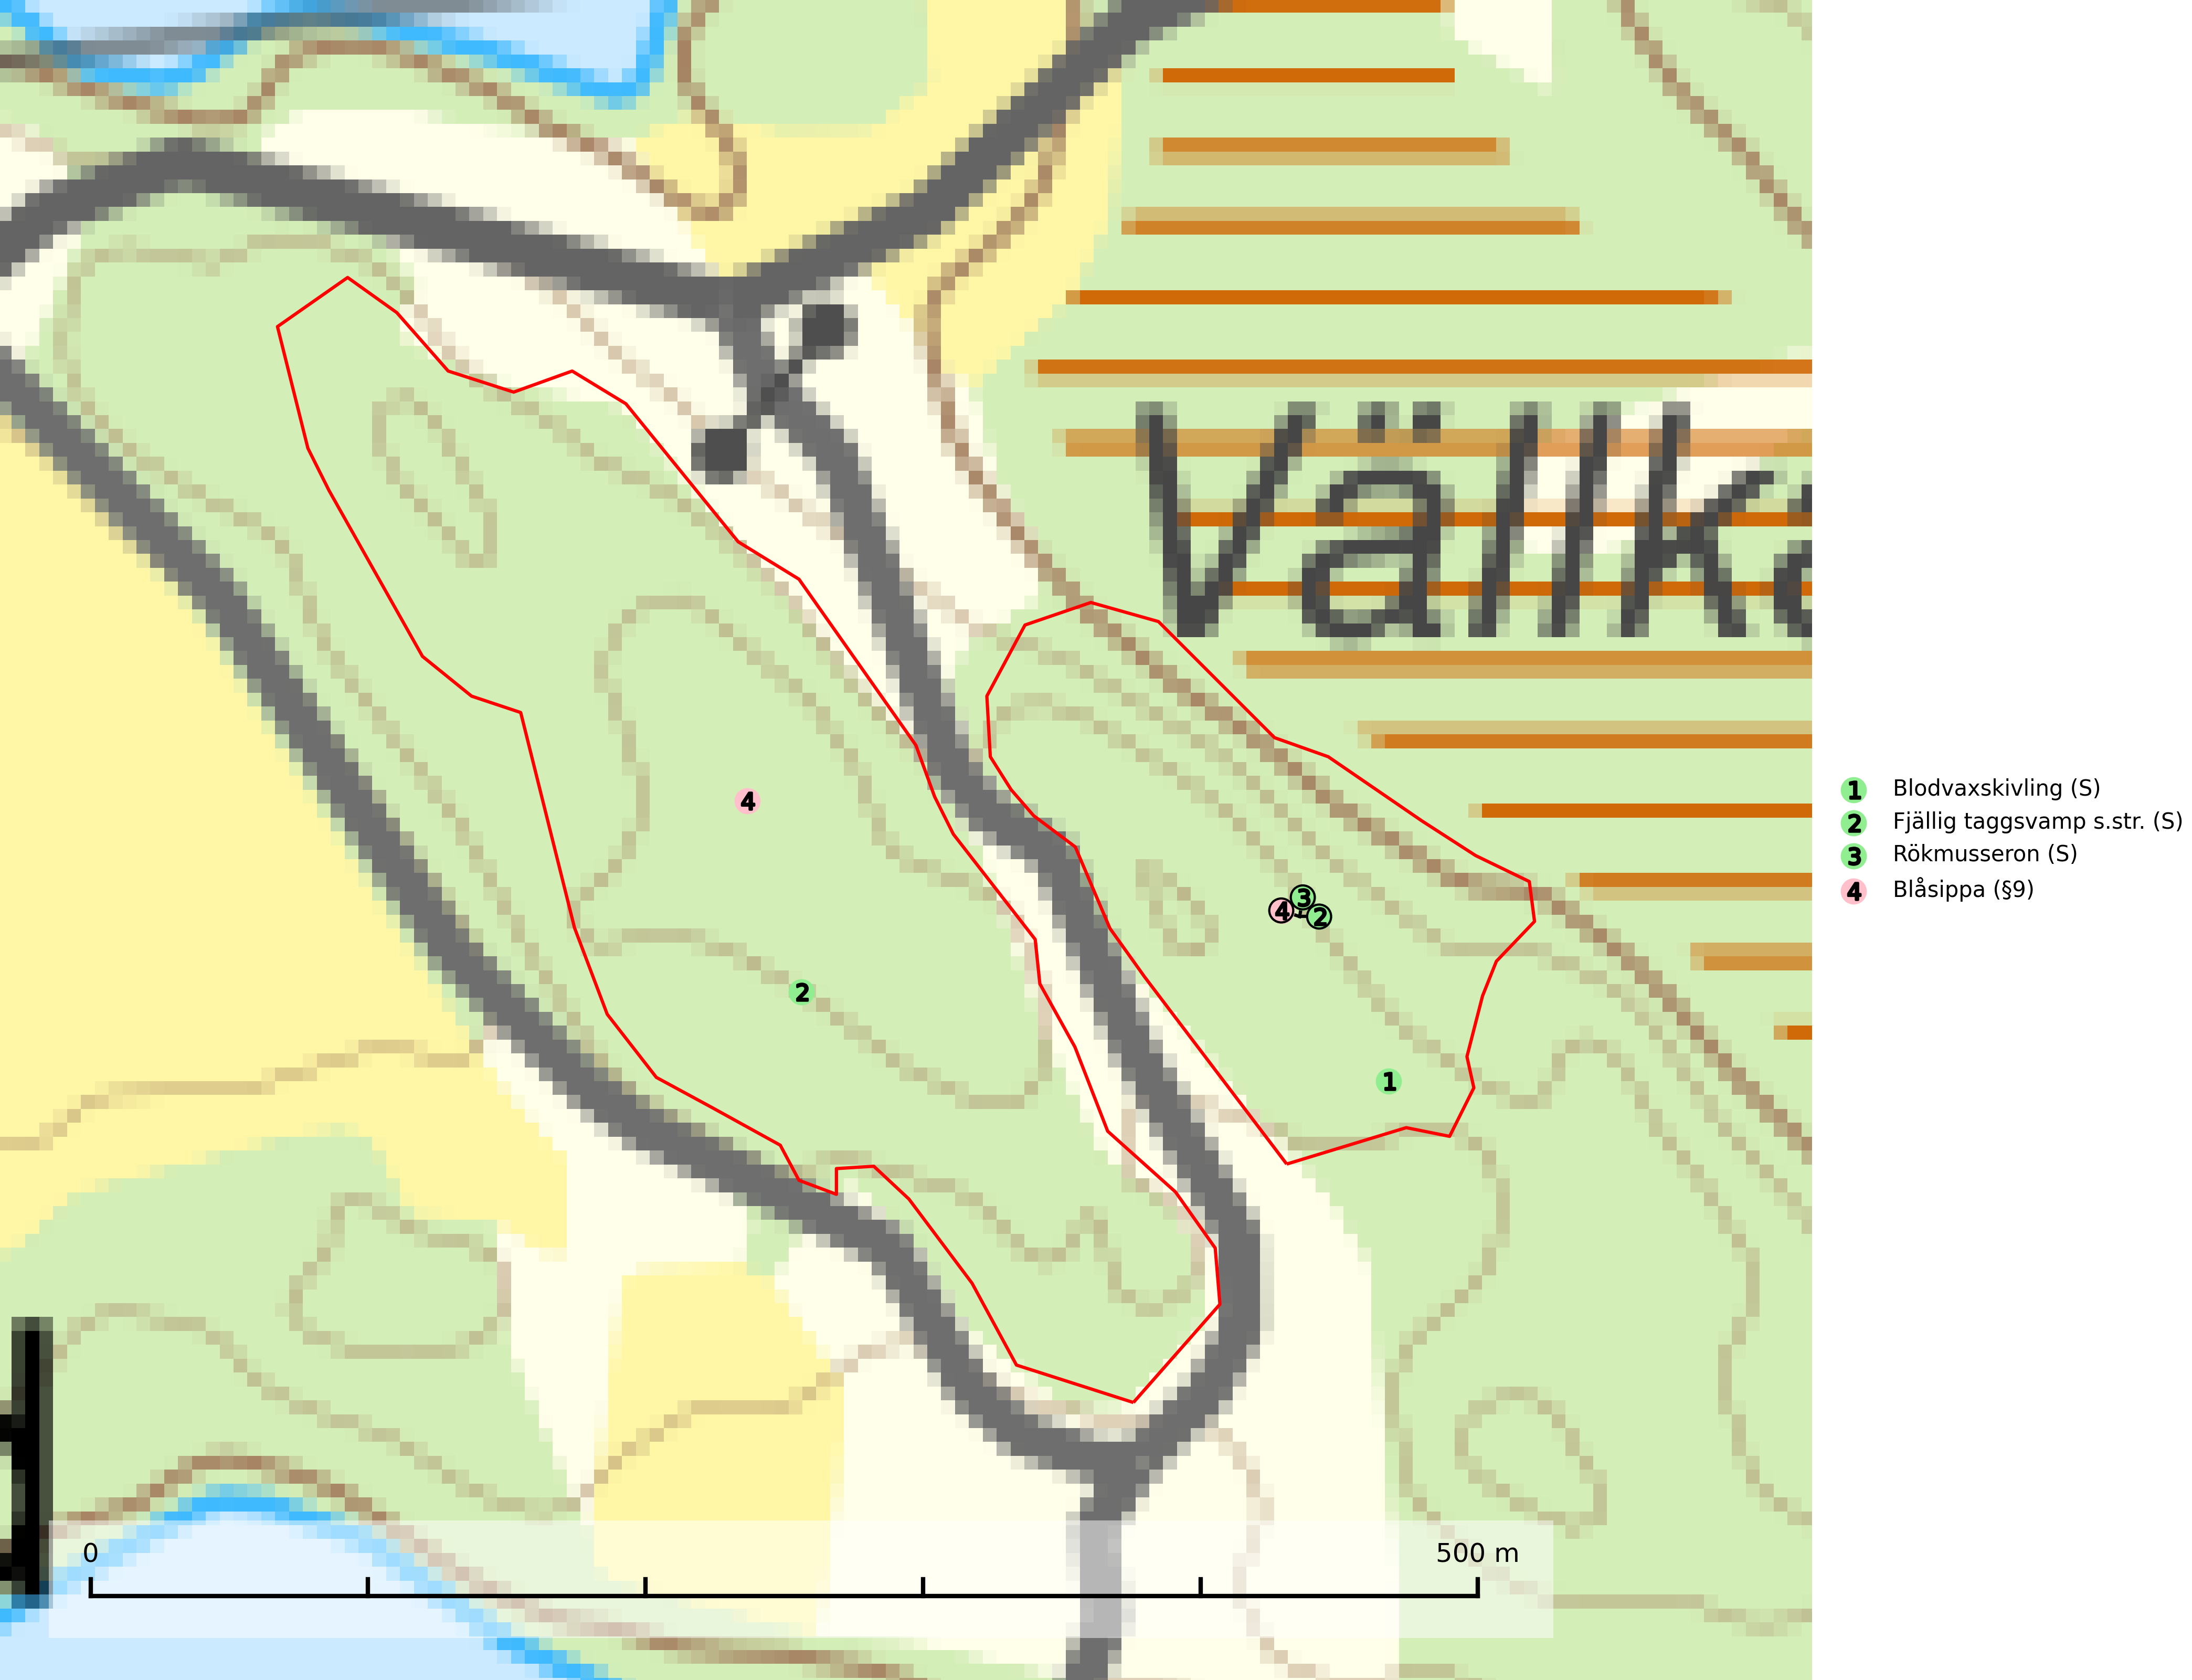 Välk
4
3
4
2
2
1
0
500 m
1 Blodvaxskivling (S)
2 Fjällig taggsvamp s.str. (S)
3 Rökmusseron (S)
4 Blåsippa (§9)